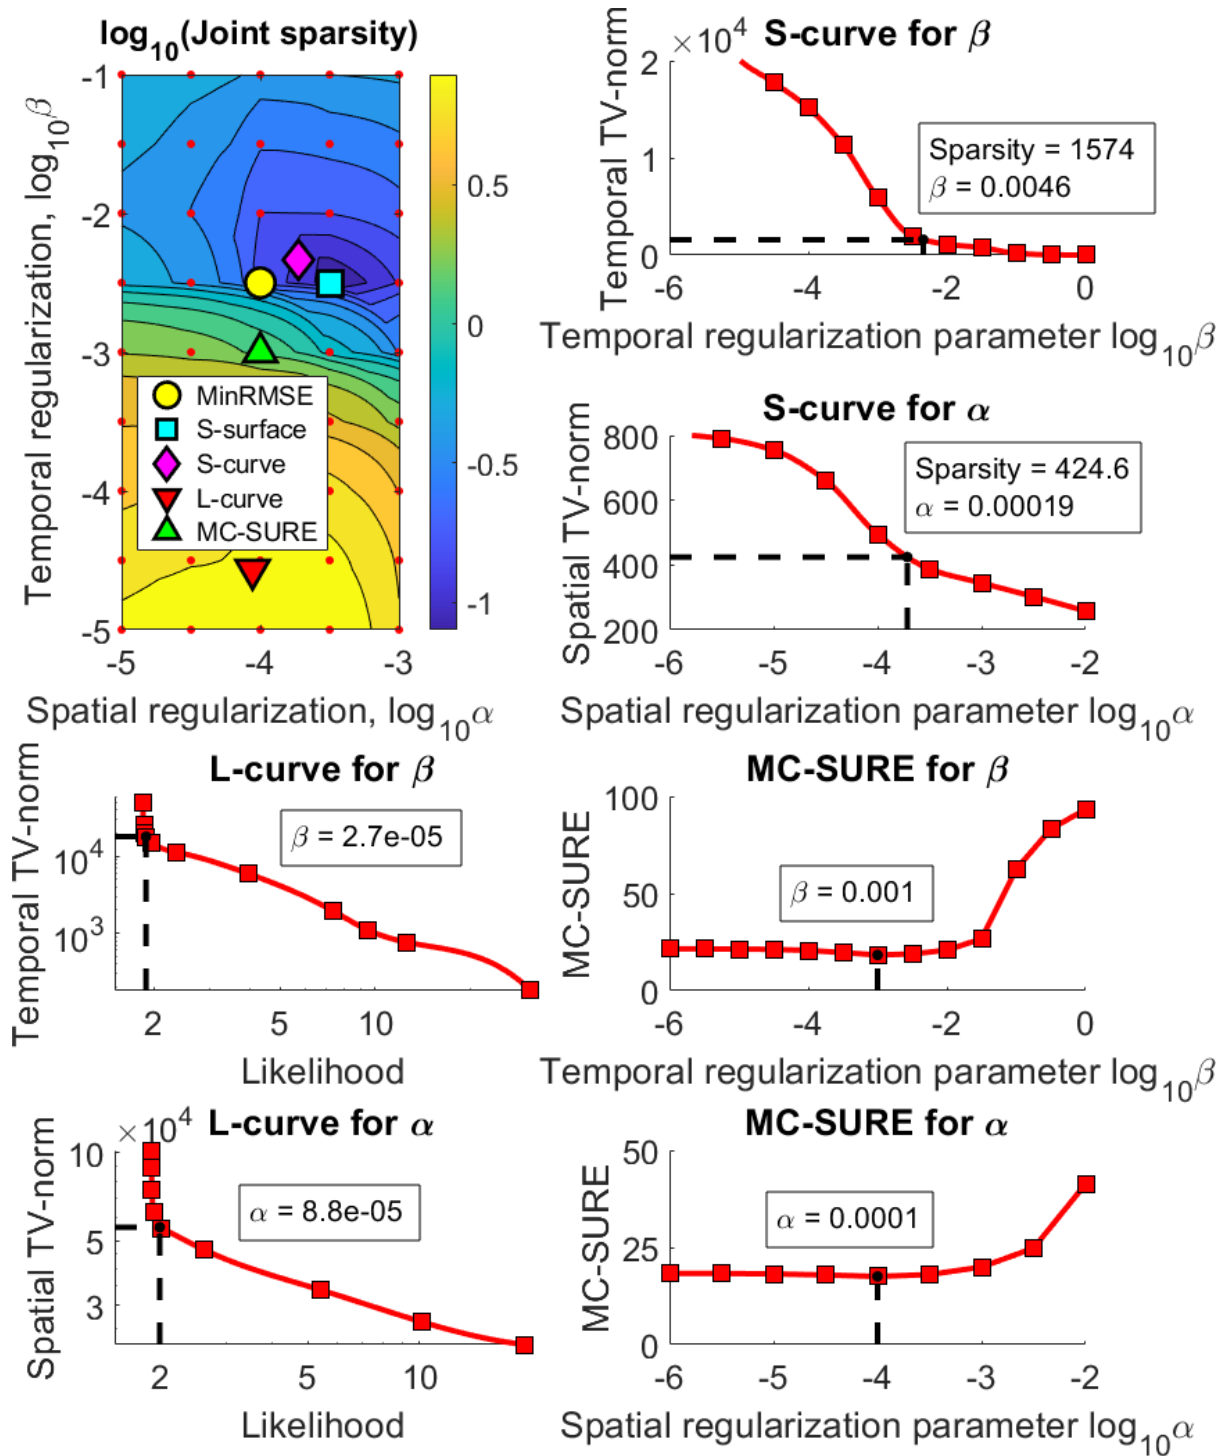 log10(Joint sparsity)
Temporal regularization, log10β
-1
-2
-3
-4
-5
-5
-4
-3
Spatial regularization, log10α
0.5
0
-0.5
-1
MinRMSE
S-surface
S-curve
L-curve
MC-SURE
S-curve for β
×10^4
Temporal TV-norm
2
1
0
-6
-4
-2
0
Sparsity = 1574
β = 0.0046
Temporal regularization parameter log10β
S-curve for α
Spatial TV-norm
800
600
400
200
-6
-5
-4
-3
-2
Sparsity = 424.6
α = 0.00019
Spatial regularization parameter log10α
L-curve for β
Temporal TV-norm
10^4
10^3
2
5
10
β = 2.7e-05
Likelihood
MC-SURE for β
MC-SURE
100
50
0
-6
-4
-2
0
β = 0.001
Temporal regularization parameter log10β
L-curve for α
×10^4
Spatial TV-norm
10
5
3
2
5
10
α = 8.8e-05
Likelihood
MC-SURE for α
MC-SURE
50
25
0
-6
-5
-4
-3
-2
α = 0.0001
Spatial regularization parameter log10α